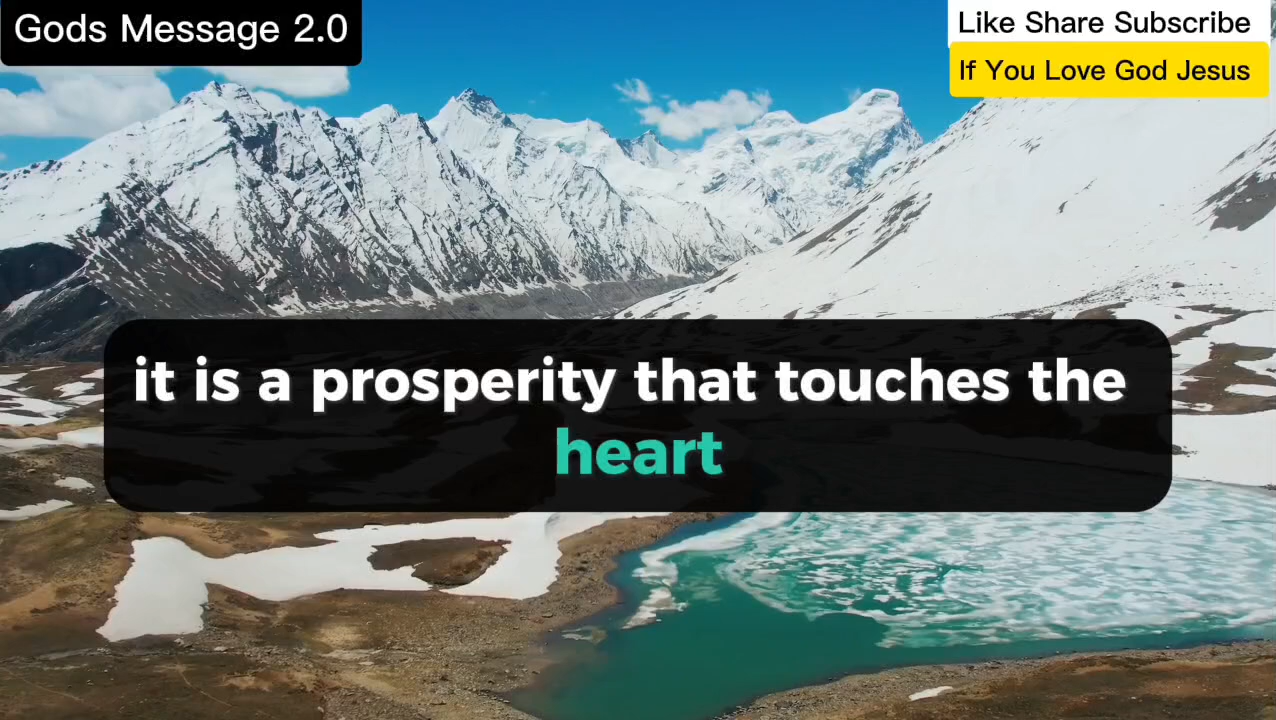 Gods Message 2.0
Like Share Subscribe
If You Love God Jesus
it is a prosperity that touches the
heart